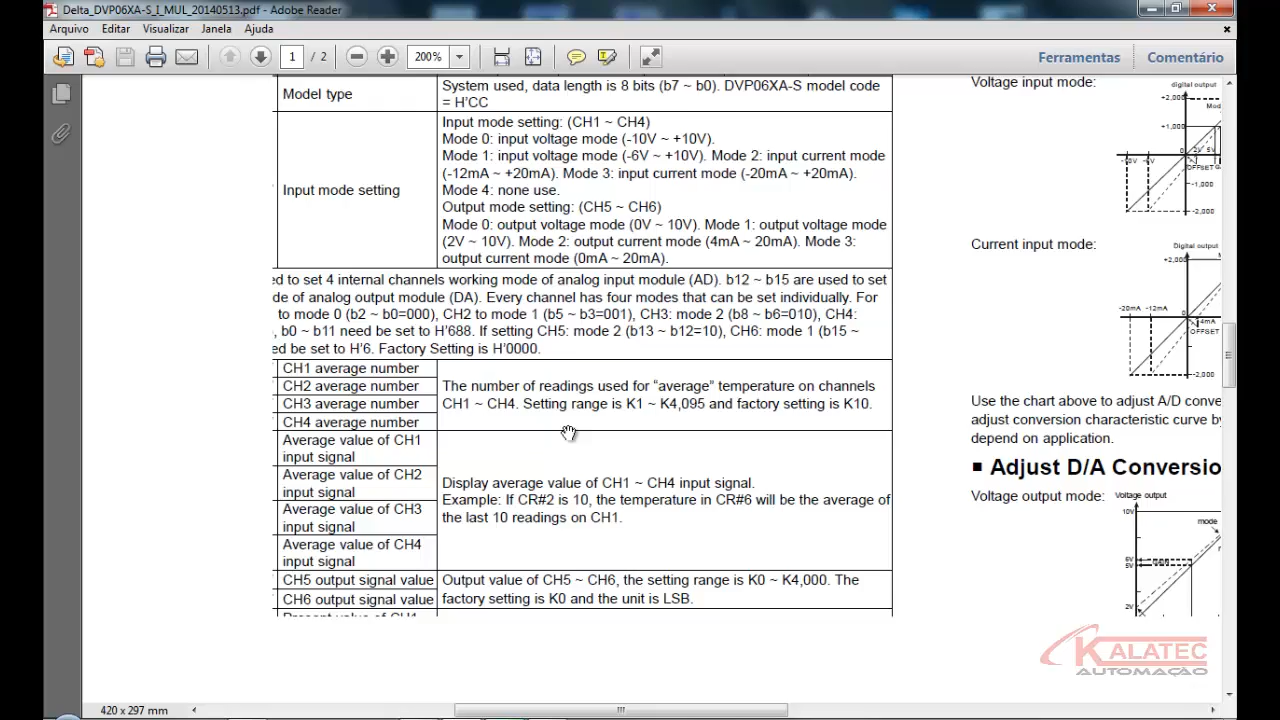 Delta_DVP06XA-S_I_MUL_20140513.pdf - Adobe Reader
Arquivo Editar Visualizar Janela Ajuda
1 / 2 200% Ferramentas Comentário
Model type
System used, data length is 8 bits (b7 ~ b0). DVP06XA-S model code
= H'CC
Input mode setting
Input mode setting: (CH1 ~ CH4)
Mode 0: input voltage mode (-10V ~ +10V).
Mode 1: input voltage mode (-6V ~ +10V). Mode 2: input current mode
(-12mA ~ +20mA). Mode 3: input current mode (-20mA ~ +20mA).
Mode 4: none use.
Output mode setting: (CH5 ~ CH6)
Mode 0: output voltage mode (0V ~ 10V). Mode 1: output voltage mode
(2V ~ 10V). Mode 2: output current mode (4mA ~ 20mA). Mode 3:
output current mode (0mA ~ 20mA).
ed to set 4 internal channels working mode of analog input module (AD). b12 ~ b15 are used to set
de of analog output module (DA). Every channel has four modes that can be set individually. For
to mode 0 (b2 ~ b0=000), CH2 to mode 1 (b5 ~ b3=001), CH3: mode 2 (b8 ~ b6=010), CH4:
, b0 ~ b11 need be set to H'688. If setting CH5: mode 2 (b13 ~ b12=10), CH6: mode 1 (b15 ~
ed be set to H'6. Factory Setting is H'0000.
CH1 average number
CH2 average number
CH3 average number
CH4 average number
The number of readings used for “average” temperature on channels
CH1 ~ CH4. Setting range is K1 ~ K4,095 and factory setting is K10.
Average value of CH1
input signal
Average value of CH2
input signal
Average value of CH3
input signal
Average value of CH4
input signal
Display average value of CH1 ~ CH4 input signal.
Example: If CR#2 is 10, the temperature in CR#6 will be the average of
the last 10 readings on CH1.
CH5 output signal value
CH6 output signal value
Output value of CH5 ~ CH6, the setting range is K0 ~ K4,000. The
factory setting is K0 and the unit is LSB.
Present value of CH1
Voltage input mode:
digital output
+2,000
+1,000
0
2V 5V
-10V
OFFSET
-1,000
-2,000
Current input mode:
Digital output
+2,000
-20mA -12mA
0
4mA
OFFSET
-2,000
Use the chart above to adjust A/D conve
adjust conversion characteristic curve by
depend on application.
■ Adjust D/A Conversio
Voltage output mode:
Voltage output
10V
mode
6V
5V
2V
KALATEC
AUTOMAÇÃO
420 x 297 mm